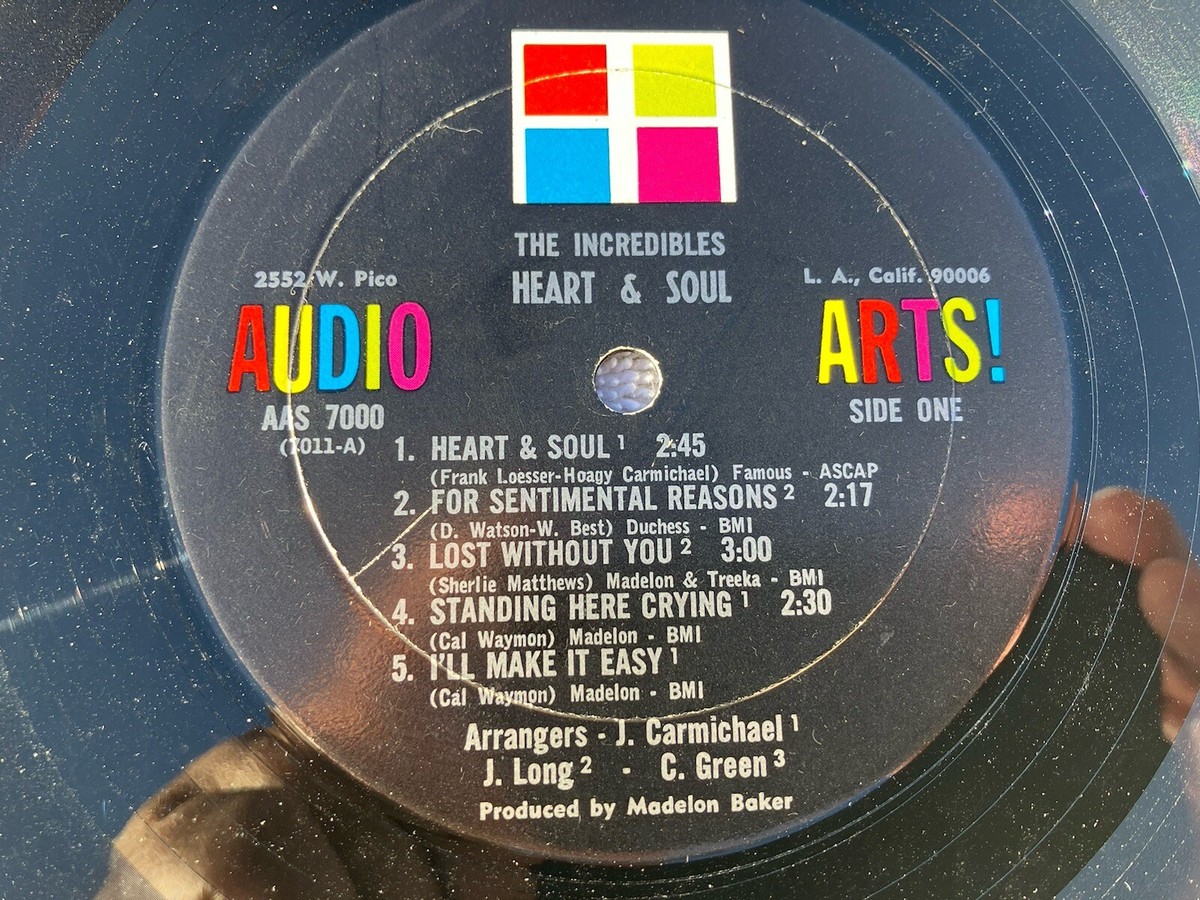 THE INCREDIBLES
HEART & SOUL
2552 W. Pico
L. A., Calif. 90006
AUDIO
ARTS!
AAS 7000
SIDE ONE
(7011-A)
1. HEART & SOUL ¹ 2:45
(Frank Loesser-Hoagy Carmichael) Famous - ASCAP
2. FOR SENTIMENTAL REASONS ² 2:17
(D. Watson-W. Best) Duchess - BMI
3. LOST WITHOUT YOU ² 3:00
(Sherlie Matthews) Madelon & Treeka - BMI
4. STANDING HERE CRYING ¹ 2:30
(Cal Waymon) Madelon - BMI
5. I'LL MAKE IT EASY ¹
(Cal Waymon) Madelon - BMI
Arrangers - J. Carmichael ¹
J. Long ² - C. Green ³
Produced by Madelon Baker